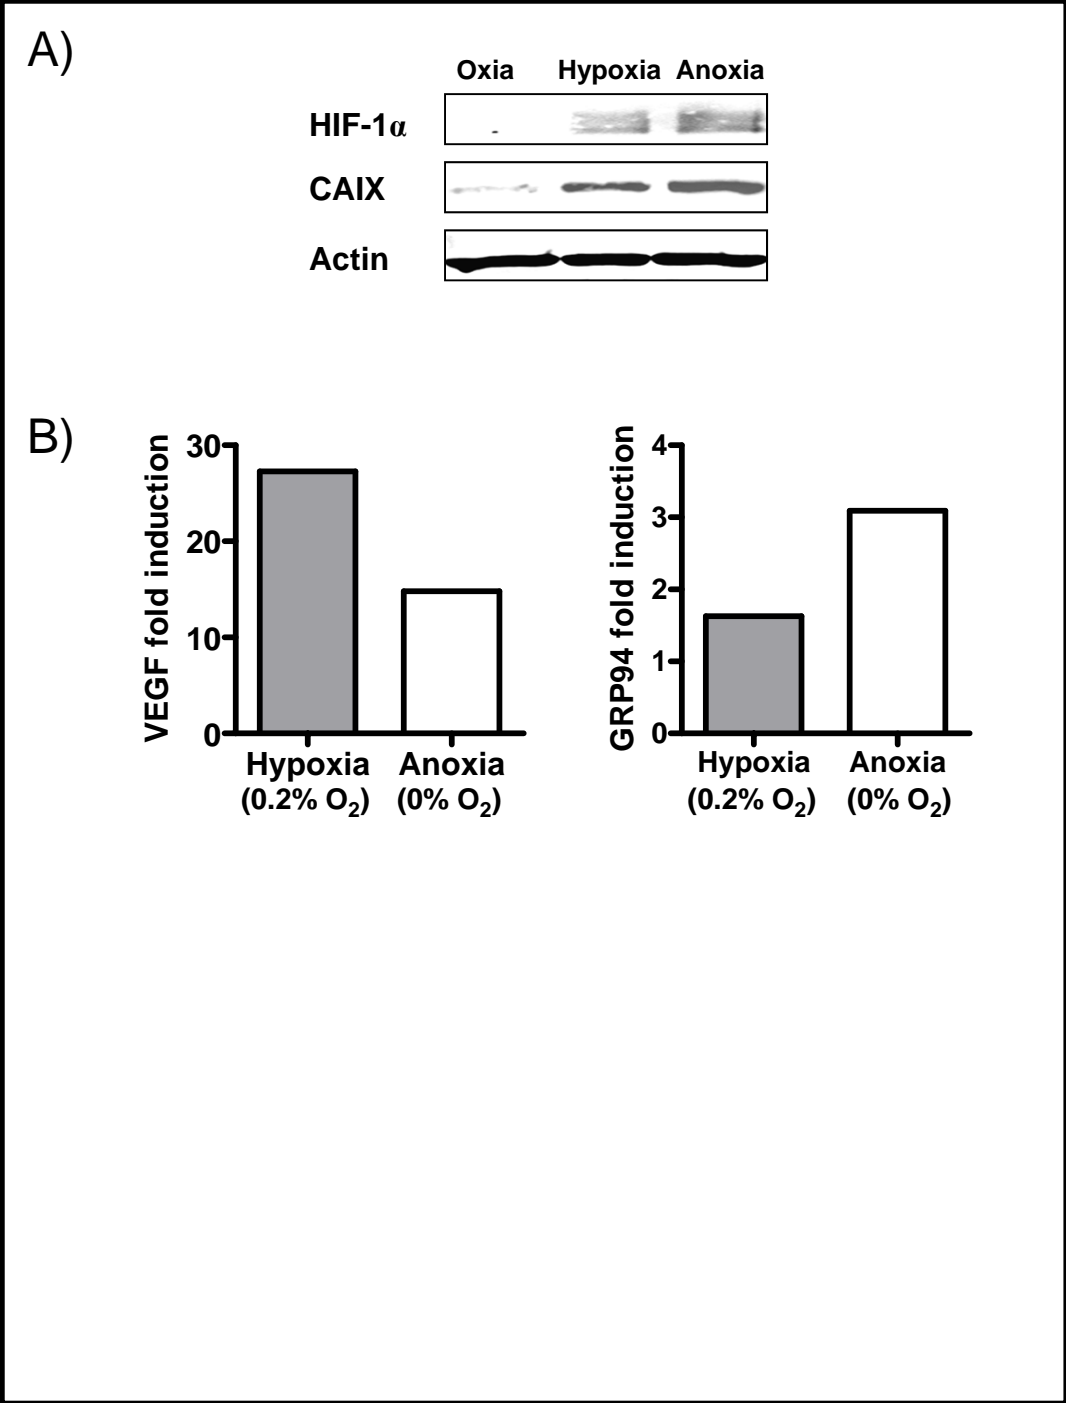 A)
Oxia Hypoxia Anoxia
HIF-1α
CAIX
Actin
B)
VEGF fold induction
30
20
10
0
Hypoxia Anoxia
(0.2% O₂) (0% O₂)
GRP94 fold induction
4
3
2
1
0
Hypoxia Anoxia
(0.2% O₂) (0% O₂)